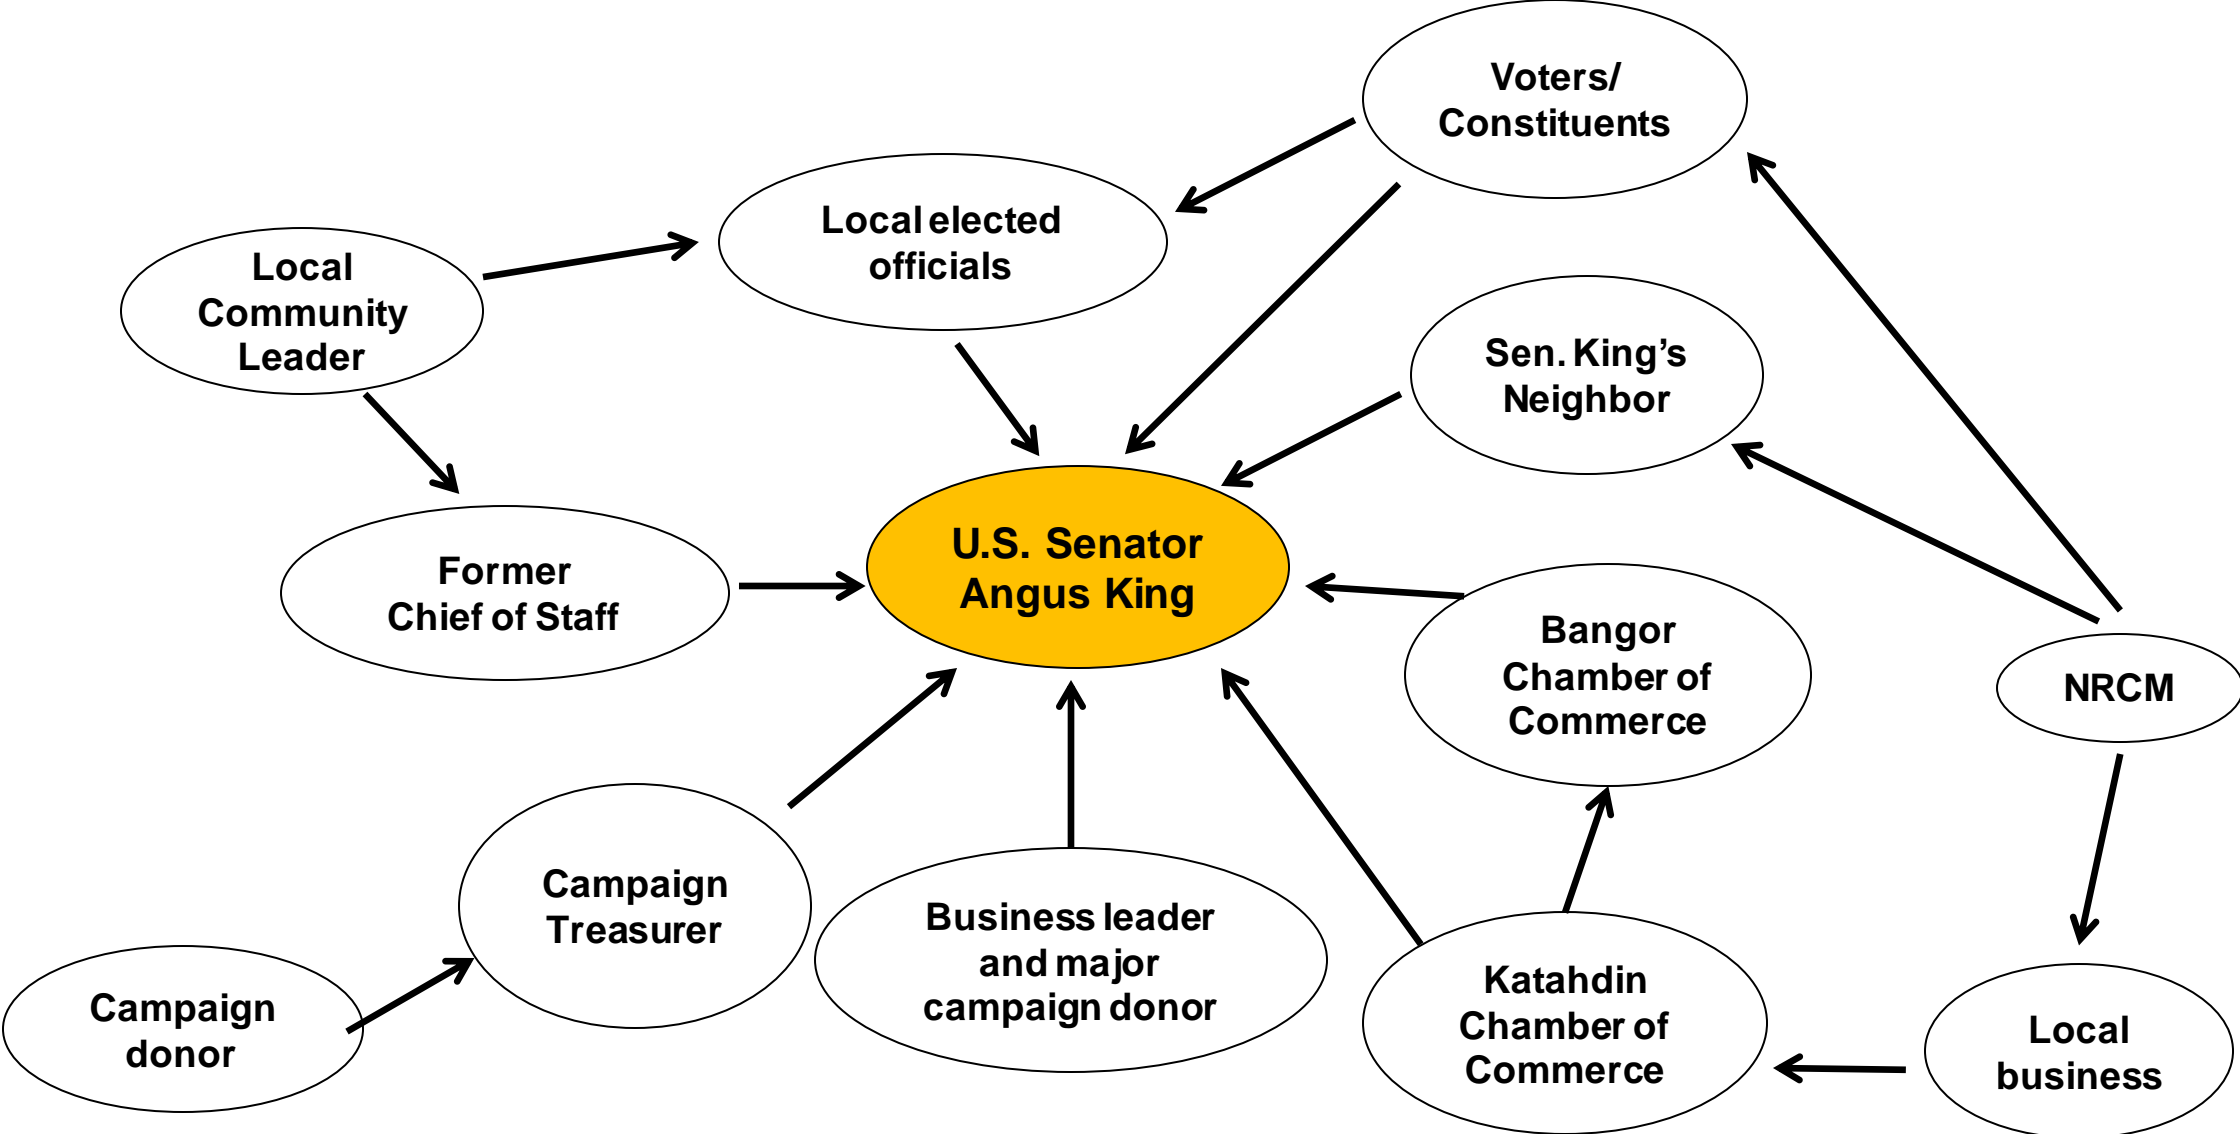 Voters/
Constituents
Local elected
officials
Local
Community
Leader
Sen. King’s
Neighbor
U.S. Senator
Angus King
Former
Chief of Staff
Bangor
Chamber of
Commerce
NRCM
Campaign
Treasurer
Business leader
and major
campaign donor
Katahdin
Chamber of
Commerce
Campaign
donor
Local
business